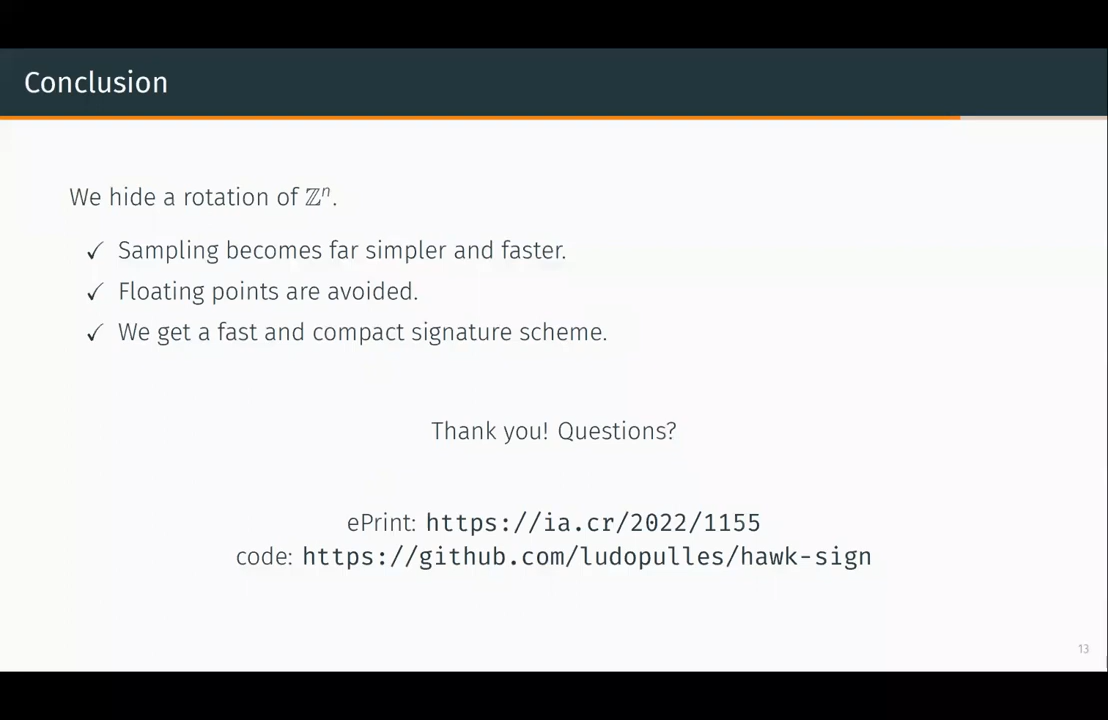 Conclusion
We hide a rotation of ℤⁿ.
✓ Sampling becomes far simpler and faster.
✓ Floating points are avoided.
✓ We get a fast and compact signature scheme.
Thank you! Questions?
ePrint: https://ia.cr/2022/1155
code: https://github.com/ludopulles/hawk-sign
13